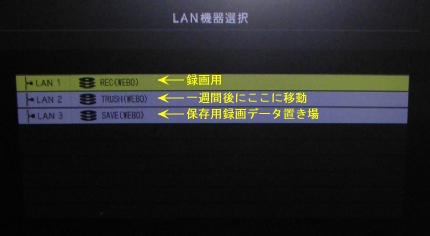 LAN機器選択
LAN 1 REC(WEBO) ←録画用
LAN 2 TRUSH(WEBO) ←一週間後にここに移動
LAN 3 SAVE(WEBO) ←保存用録画データ置き場